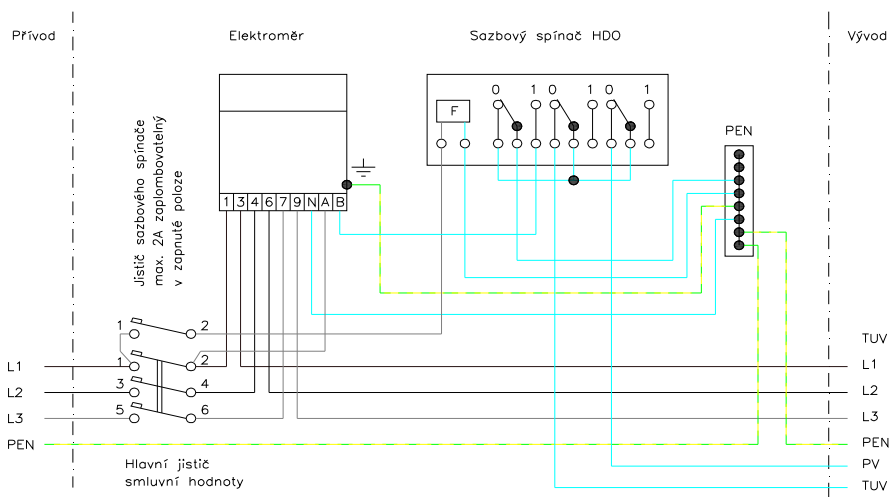 Přívod
Elektroměr
Sazbový spínač HDO
Vývod
0 1 0 1 0 1
F
PEN
Jistič sazbového spínače
max. 2A zaplombovatelný
v zapnuté poloze
1 3 4 6 7 9 N A B
1 2
TUV
L1 1 2 L1
L2 3 4 L2
L3 5 6 L3
PEN PEN
Hlavní jistič
smluvní hodnoty
PV
TUV